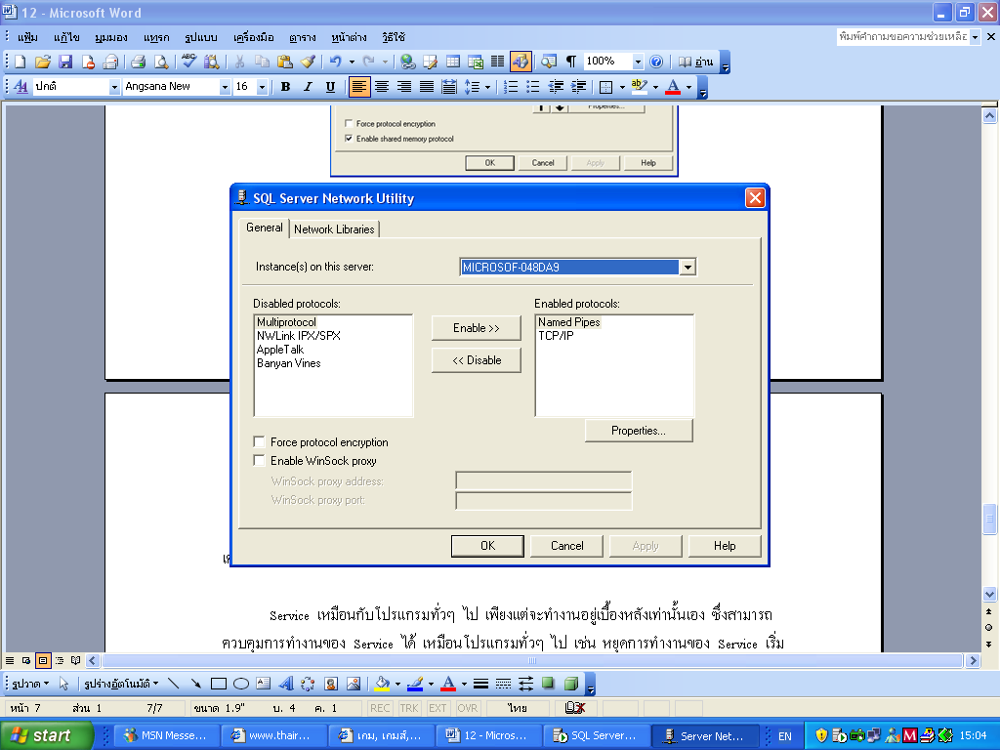 12 - Microsoft Word
แฟ้ม แก้ไข มุมมอง แทรก รูปแบบ เครื่องมือ ตาราง หน้าต่าง วิธีใช้ พิมพ์คำถามขอความช่วยเหลือ
100% อ่าน
ปกติ Angsana New 16 B I U
Properties...
Force protocol encryption
Enable shared memory protocol
OK Cancel Apply Help
SQL Server Network Utility
General Network Libraries
Instance(s) on this server: MICROSOF-048DA9
Disabled protocols: Enabled protocols:
Multiprotocol
NWLink IPX/SPX
AppleTalk
Banyan Vines
Enable >>
<< Disable
Named Pipes
TCP/IP
Properties...
Force protocol encryption
Enable WinSock proxy
WinSock proxy address:
WinSock proxy port:
OK Cancel Apply Help
Service เหมือนกับโปรแกรมทั่วๆ ไป เพียงแต่จะทำงานอยู่เบื้องหลังเท่านั้นเอง ซึ่งสามารถ
ควบคุมการทำงานของ Service ได้ เหมือนโปรแกรมทั่วๆ ไป เช่น หยุดการทำงานของ Service เริ่ม
รูปวาด รูปร่างอัตโนมัติ
หน้า 7 ส่วน 1 7/7 ขนาด 1.9" บ. 4 ค. 1 REC TRK EXT OVR ไทย
start MSN Messe... www.thair... เกม, เกมส์,... 12 - Micros... SQL Server... Server Net... EN 15:04